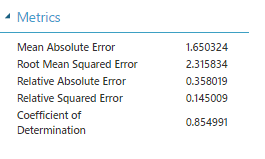 Metrics
Mean Absolute Error 1.650324
Root Mean Squared Error 2.315834
Relative Absolute Error 0.358019
Relative Squared Error 0.145009
Coefficient of
Determination 0.854991